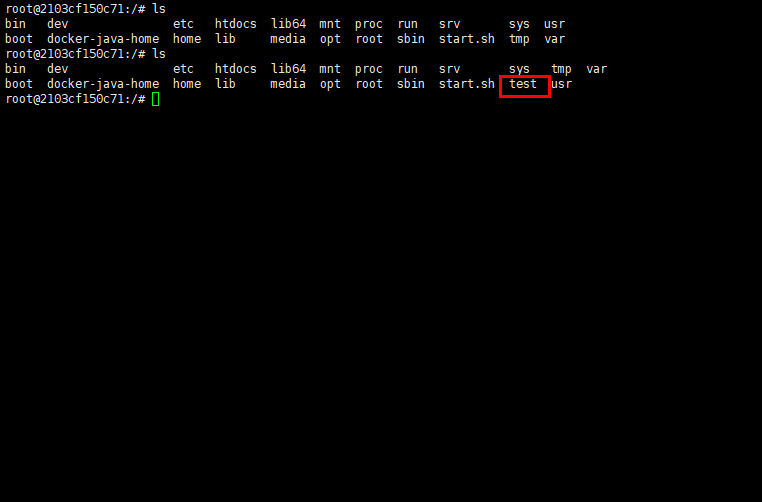 root@2103cf150c71:/# ls
bin   dev               etc   htdocs  lib64  mnt  proc  run   srv       sys  usr
boot  docker-java-home  home  lib     media  opt  root  sbin  start.sh  tmp  var
root@2103cf150c71:/# ls
bin   dev               etc   htdocs  lib64  mnt  proc  run   srv       sys   tmp  var
boot  docker-java-home  home  lib     media  opt  root  sbin  start.sh  test  usr
root@2103cf150c71:/#